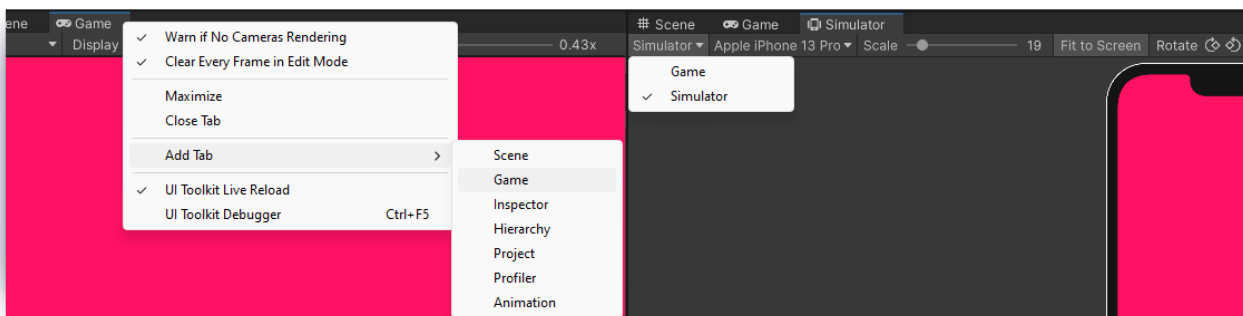 ene Game
Display 0.43x
Warn if No Cameras Rendering
Clear Every Frame in Edit Mode
Maximize
Close Tab
Add Tab
UI Toolkit Live Reload
UI Toolkit Debugger Ctrl+F5
Scene
Game
Inspector
Hierarchy
Project
Profiler
Animation
Scene Game Simulator
Simulator Apple iPhone 13 Pro Scale 19 Fit to Screen Rotate
Game
Simulator